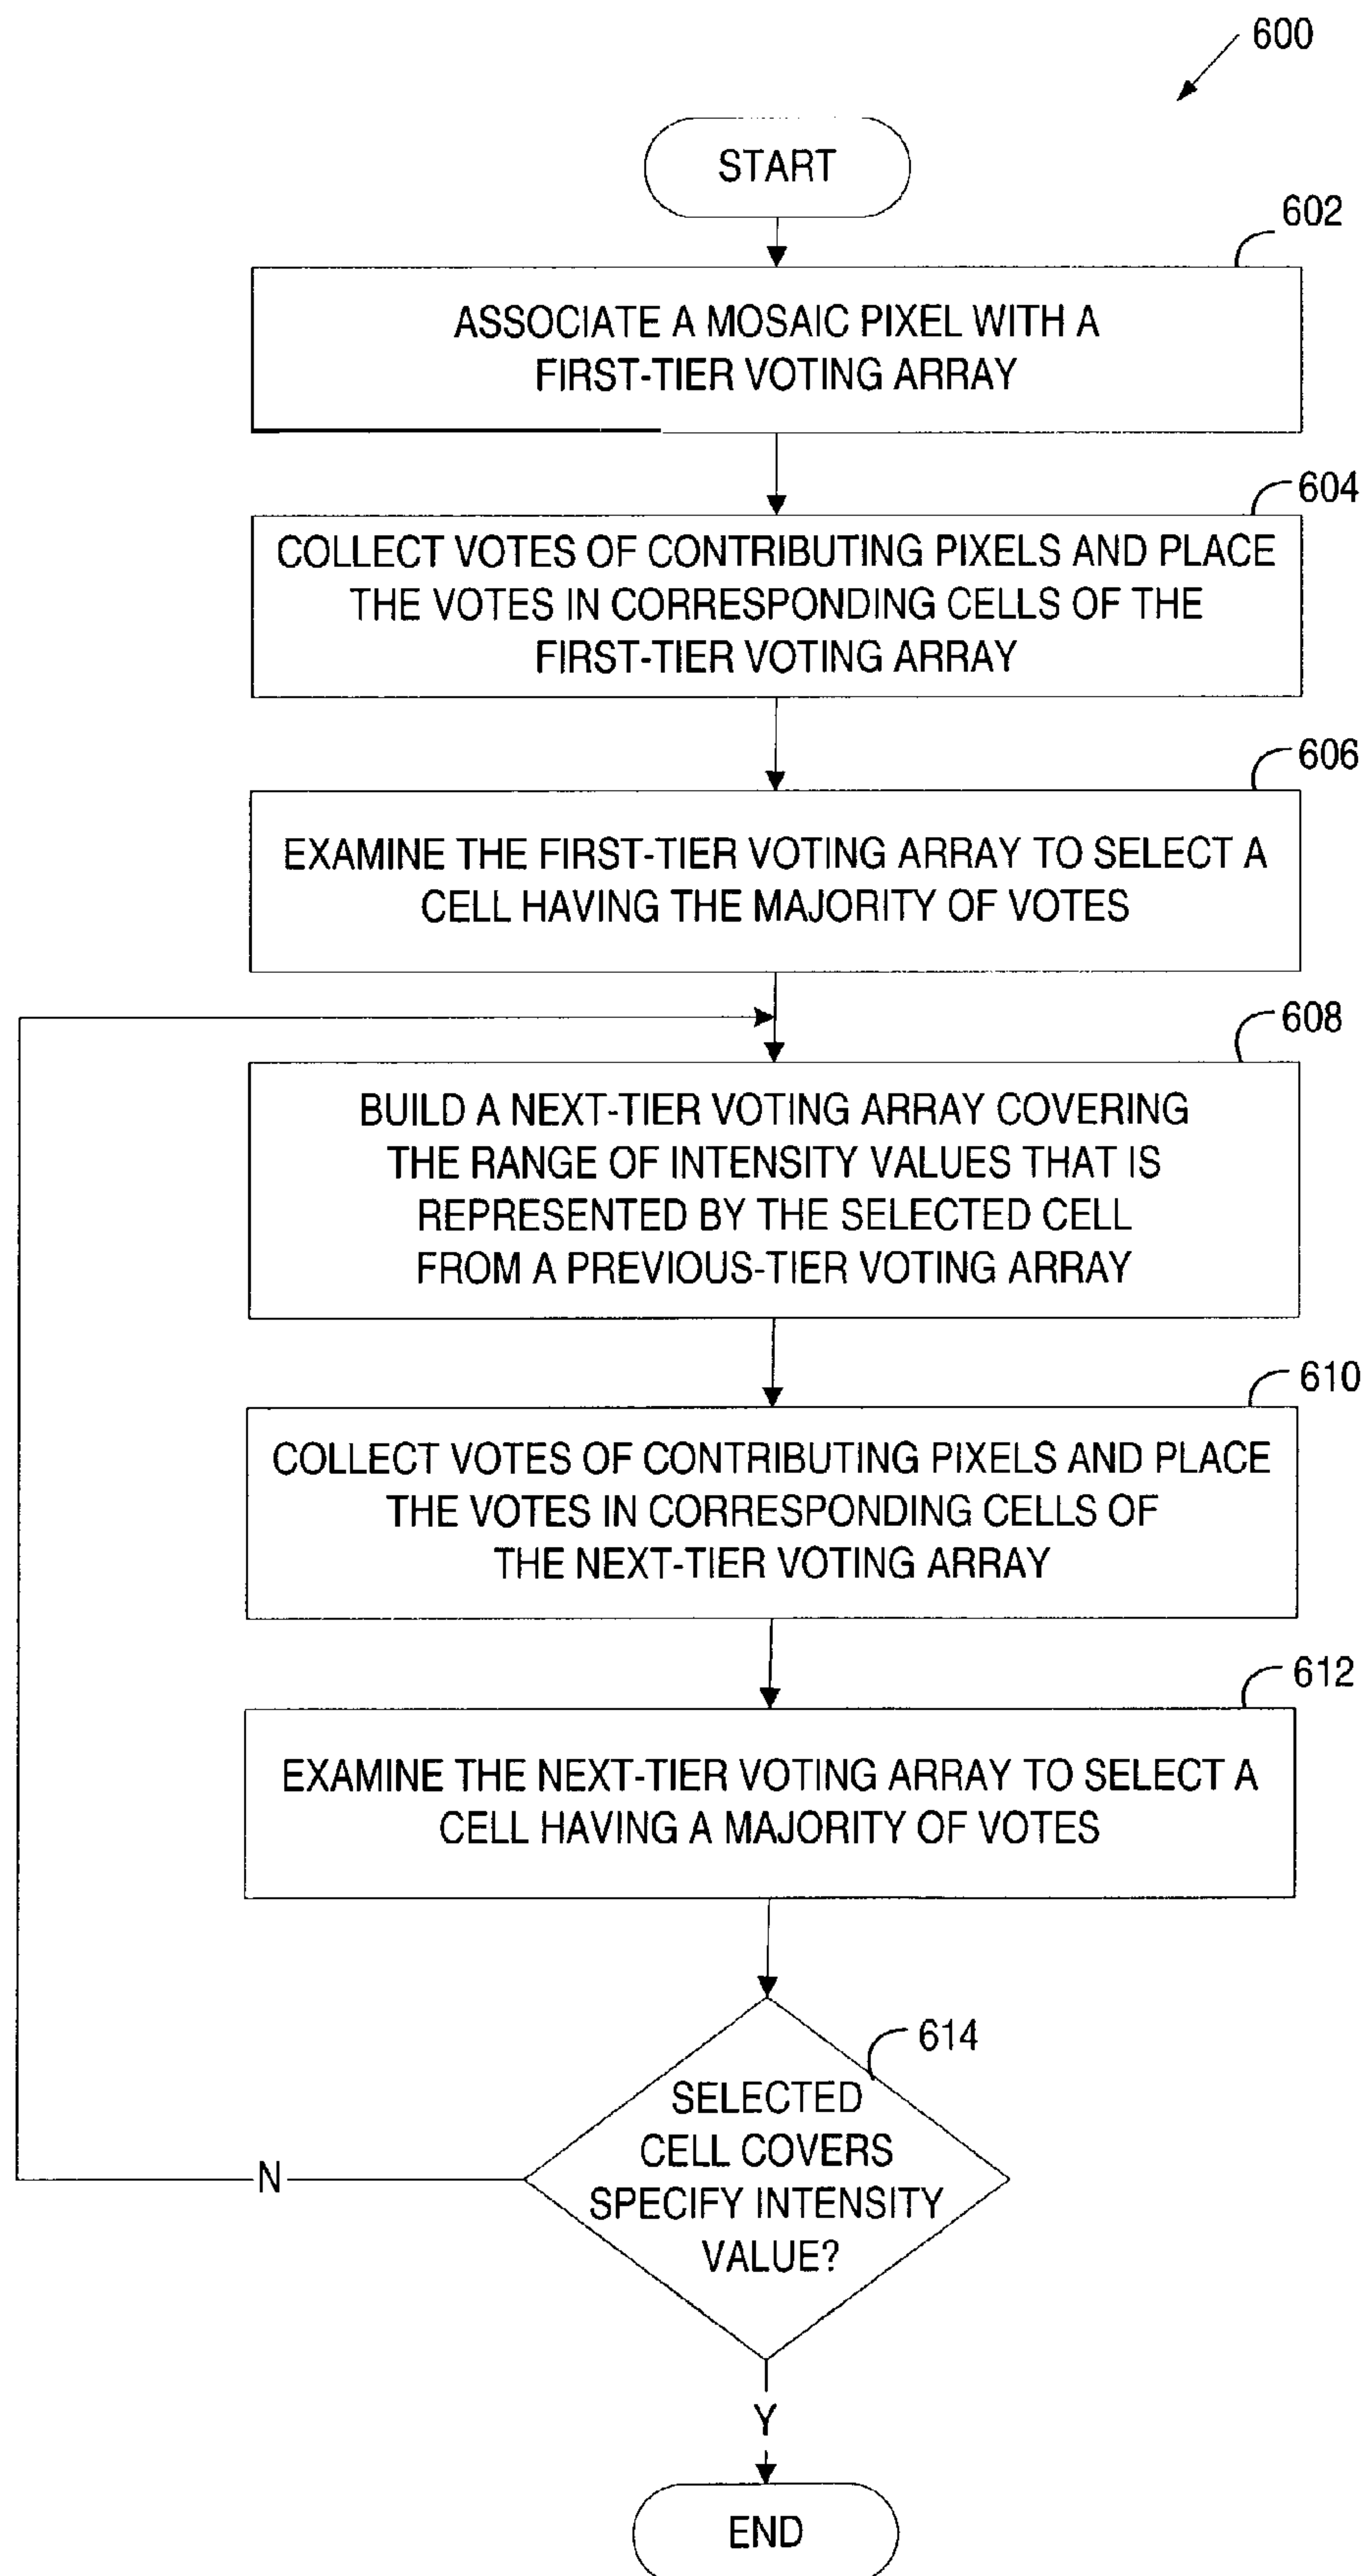 600
START
602
ASSOCIATE A MOSAIC PIXEL WITH A
FIRST-TIER VOTING ARRAY
604
COLLECT VOTES OF CONTRIBUTING PIXELS AND PLACE
THE VOTES IN CORRESPONDING CELLS OF THE
FIRST-TIER VOTING ARRAY
606
EXAMINE THE FIRST-TIER VOTING ARRAY TO SELECT A
CELL HAVING THE MAJORITY OF VOTES
608
BUILD A NEXT-TIER VOTING ARRAY COVERING
THE RANGE OF INTENSITY VALUES THAT IS
REPRESENTED BY THE SELECTED CELL
FROM A PREVIOUS-TIER VOTING ARRAY
610
COLLECT VOTES OF CONTRIBUTING PIXELS AND PLACE
THE VOTES IN CORRESPONDING CELLS OF
THE NEXT-TIER VOTING ARRAY
612
EXAMINE THE NEXT-TIER VOTING ARRAY TO SELECT A
CELL HAVING A MAJORITY OF VOTES
614
SELECTED
CELL COVERS
SPECIFY INTENSITY
VALUE?
N
Y
END